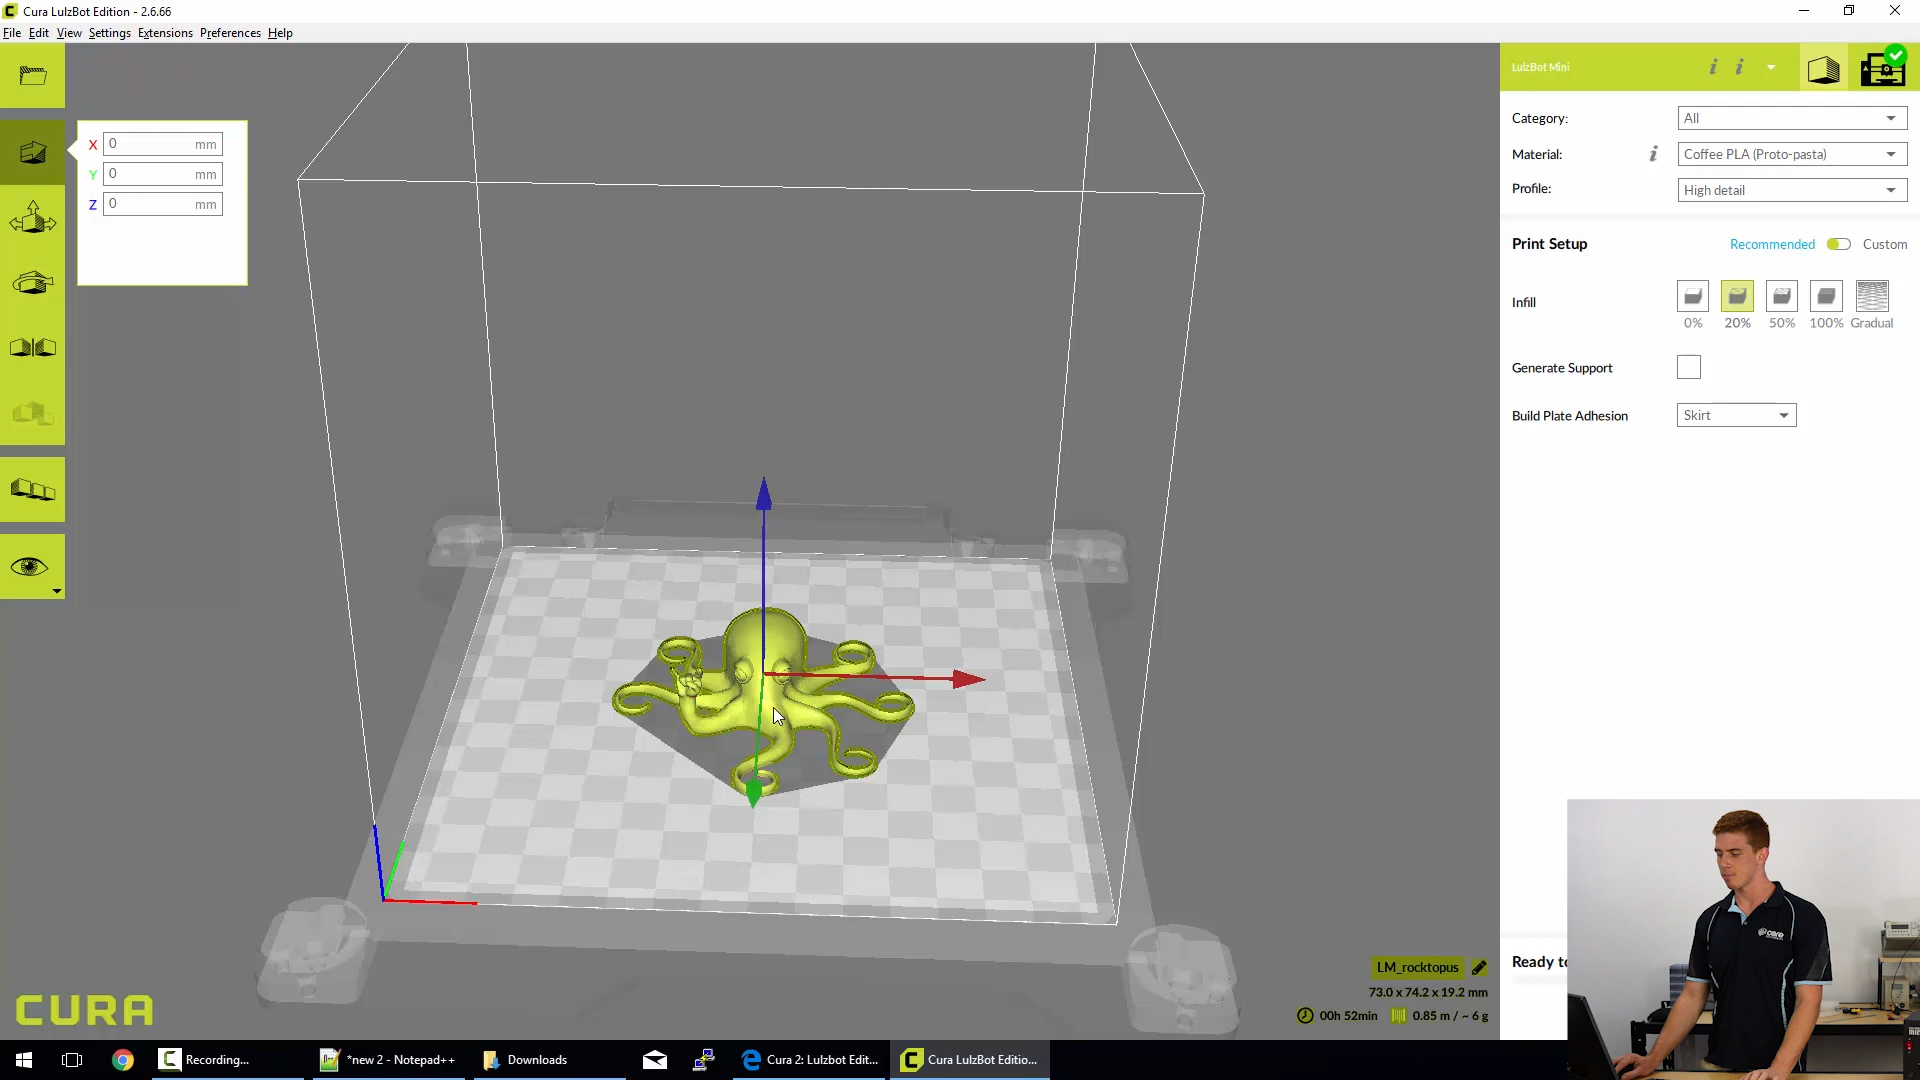 Cura LulzBot Edition - 2.6.66
File Edit View Settings Extensions Preferences Help
X 0 mm
Y 0 mm
Z 0 mm
LulzBot Mini
Category: All
Material: Coffee PLA (Proto-pasta)
Profile: High detail
Print Setup Recommended Custom
Infill
0% 20% 50% 100% Gradual
Generate Support
Build Plate Adhesion Skirt
LM_rocktopus
73.0 x 74.2 x 19.2 mm
00h 52min 0.85 m / ~ 6 g
Ready to
CURA
core
Recording... *new 2 - Notepad++ Downloads Cura 2: Lulzbot Edit... Cura LulzBot Editio...